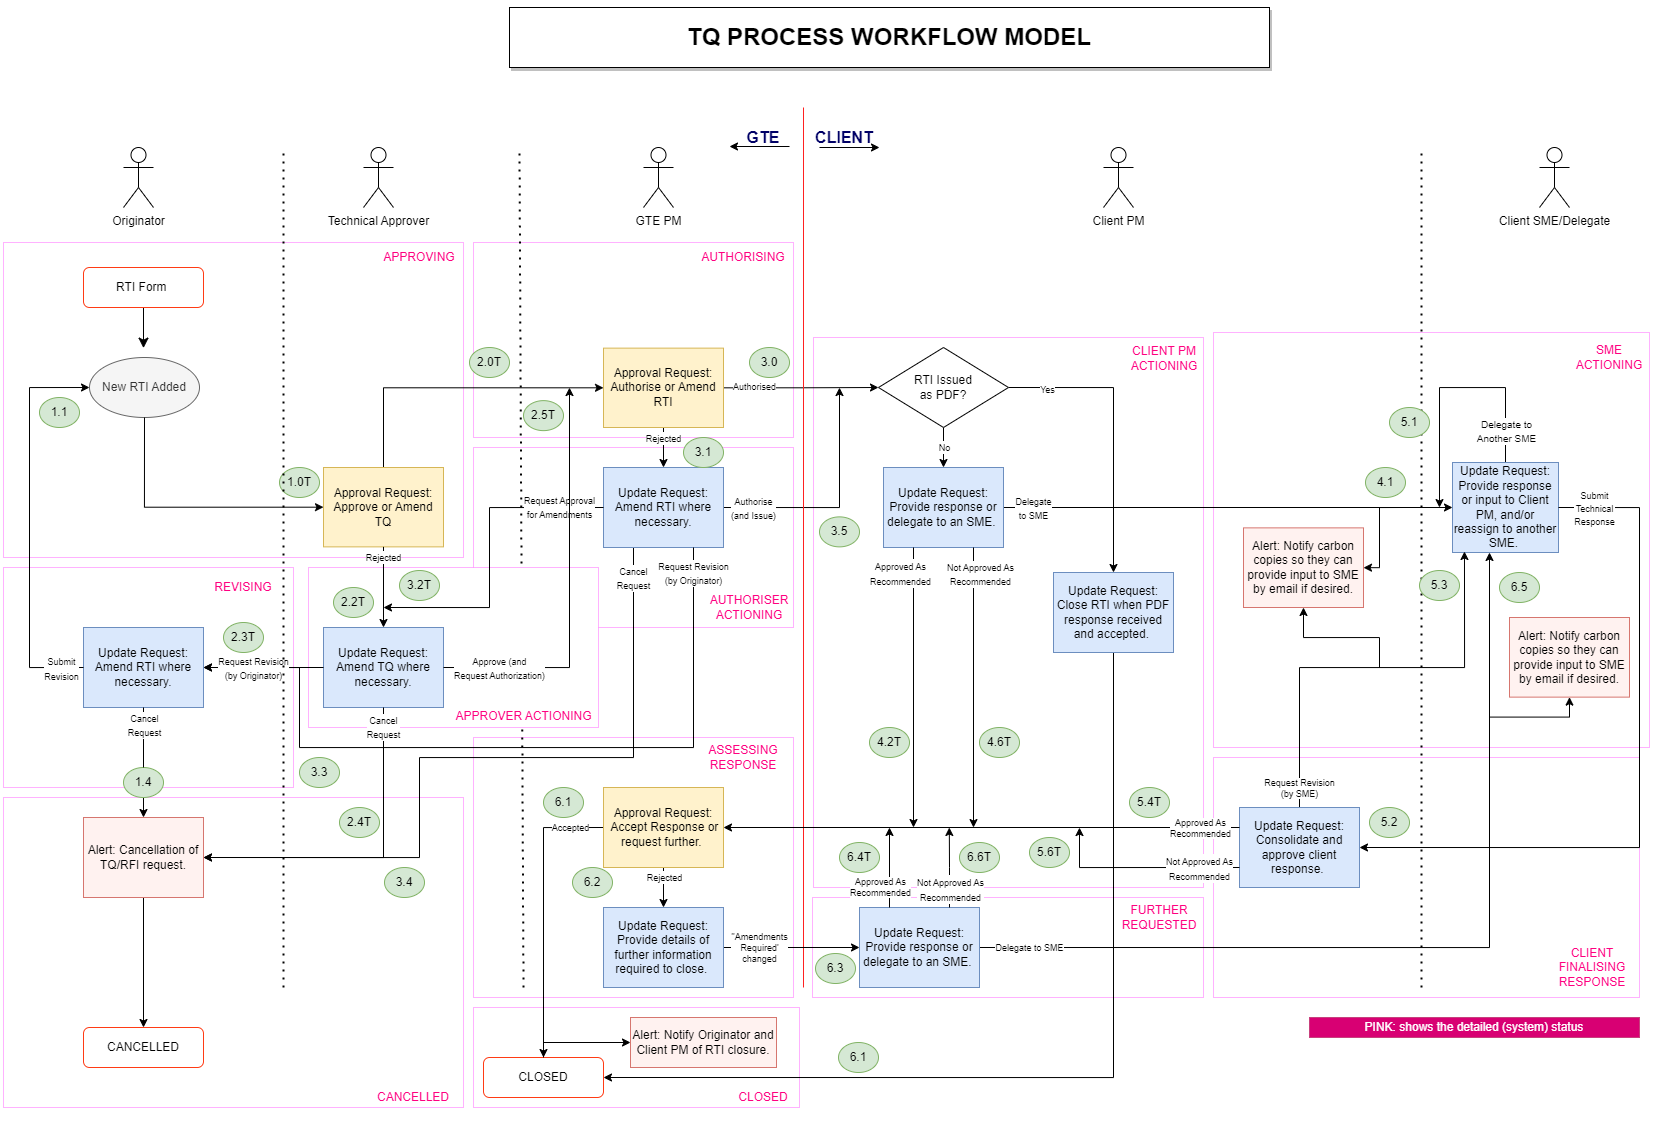 TQ PROCESS WORKFLOW MODEL
GTE
CLIENT
Originator
Technical Approver
GTE PM
Client PM
Client SME/Delegate
APPROVING
RTI Form
New RTI Added
1.1
1.0T
Approval Request:
Approve or Amend
TQ
Rejected
AUTHORISING
2.0T
2.5T
Approval Request:
Authorise or Amend
RTI
3.0
Authorised
Rejected
3.1
Update Request:
Amend RTI where
necessary.
Request Approval
for Amendments
Authorise
(and Issue)
3.5
Cancel
Request
Request Revision
(by Originator)
AUTHORISER
ACTIONING
REVISING
2.2T
3.2T
2.3T
Update Request:
Amend RTI where
necessary.
Submit
Revision
Request Revision
(by Originator)
Update Request:
Amend TQ where
necessary.
Approve (and
Request Authorization)
APPROVER ACTIONING
Cancel
Request
Cancel
Request
1.4
3.3
2.4T
3.4
Alert: Cancellation of
TQ/RFI request.
CANCELLED
CANCELLED
CLIENT PM
ACTIONING
RTI Issued
as PDF?
Yes
No
Update Request:
Provide response or
delegate to an SME.
Delegate
to SME
Approved As
Recommended
Not Approved As
Recommended
Update Request:
Close RTI when PDF
response received
and accepted.
4.2T
4.6T
SME
ACTIONING
5.1
Delegate to
Another SME
4.1
Update Request:
Provide response
or input to Client
PM, and/or
reassign to another
SME.
Submit
Technical
Response
Alert: Notify carbon
copies so they can
provide input to SME
by email if desired.
5.3
6.5
Alert: Notify carbon
copies so they can
provide input to SME
by email if desired.
ASSESSING
RESPONSE
6.1
Accepted
Approval Request:
Accept Response or
request further.
6.2
Rejected
Update Request:
Provide details of
further information
required to close.
"Amendments
Required'
changed
6.3
6.4T
6.6T
5.6T
5.4T
Approved As
Recommended
Not Approved As
Recommended
Approved As
Recommended
Not Approved As
Recommended
Request Revision
(by SME)
5.2
Update Request:
Consolidate and
approve client
response.
FURTHER
REQUESTED
Update Request:
Provide response or
delegate to an SME.
Delegate to SME
CLIENT
FINALISING
RESPONSE
PINK: shows the detailed (system) status
Alert: Notify Originator and
Client PM of RTI closure.
CLOSED
6.1
CLOSED